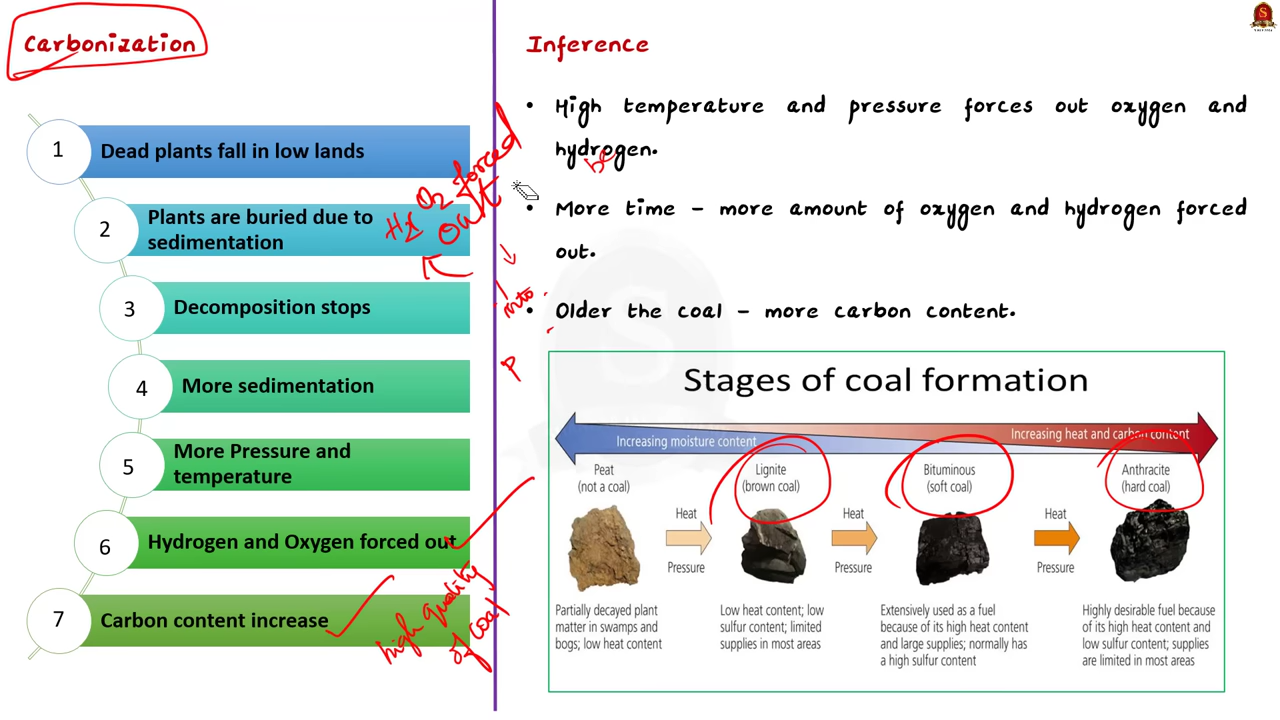 Carbonization
1
Dead plants fall in low lands
2
Plants are buried due to
sedimentation
3
Decomposition stops
4
More sedimentation
5
More Pressure and
temperature
6
Hydrogen and Oxygen forced out
7
Carbon content increase
H2 O2 forced
out
into
P
high quality
of coal
Inference
• High temperature and pressure forces out oxygen and
hydrogen.
be
• More time - more amount of oxygen and hydrogen forced
out.
• Older the coal - more carbon content.
Stages of coal formation
Increasing moisture content
Increasing heat and carbon content
Peat
(not a coal)
Lignite
(brown coal)
Bituminous
(soft coal)
Anthracite
(hard coal)
Heat
Pressure
Heat
Pressure
Heat
Pressure
Partially decayed plant
matter in swamps and
bogs; low heat content
Low heat content; low
sulfur content; limited
supplies in most areas
Extensively used as a fuel
because of its high heat content
and large supplies; normally has
a high sulfur content
Highly desirable fuel because
of its high heat content and
low sulfur content; supplies
are limited in most areas